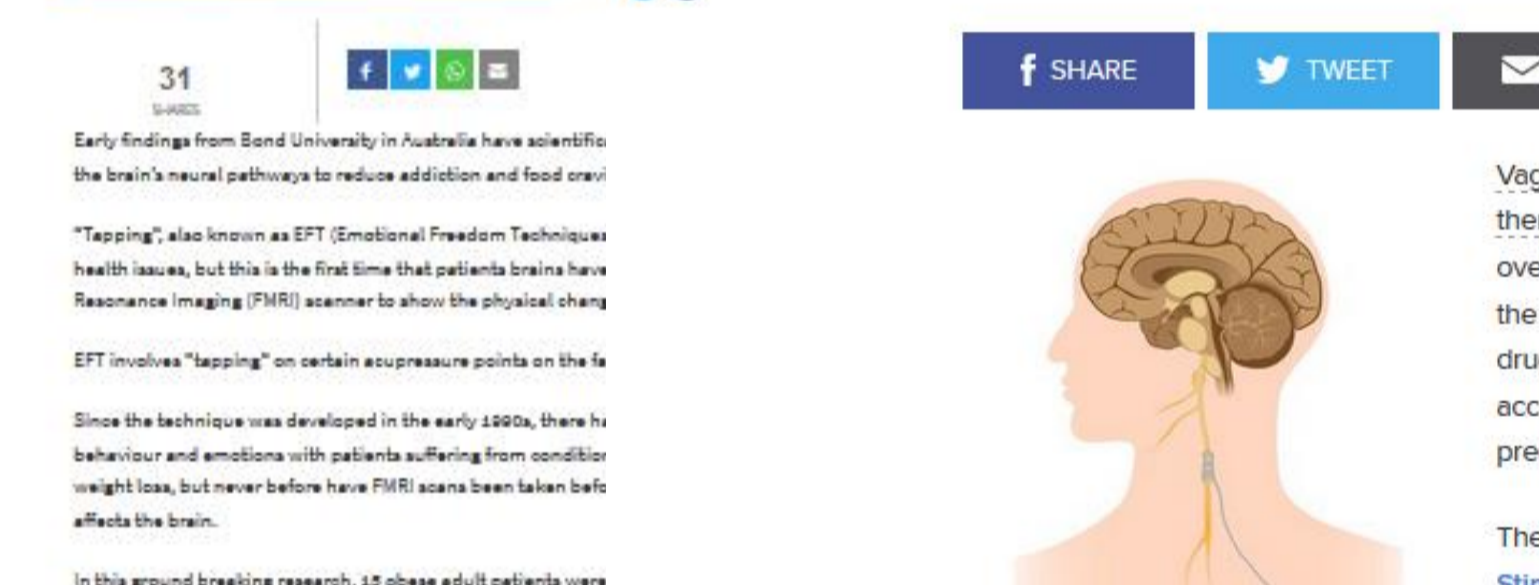 31
SHARES
Early findings from Bond University in Australia have scientific
the brain's neural pathways to reduce addiction and food cravi
"Tapping", also known as EFT (Emotional Freedom Techniques
health issues, but this is the first time that patients brains have
Resonance Imaging (FMRI) scanner to show the physical chang
EFT involves "tapping" on certain acupressure points on the fa
Since the technique was developed in the early 1990s, there ha
behaviour and emotions with patients suffering from condition
weight loss, but never before have FMRI scans been taken befo
affects the brain.
In this ground breaking research, 15 obese adult patients were
f SHARE
TWEET
Vag
the
ove
the
dru
acc
pre
The
Sti